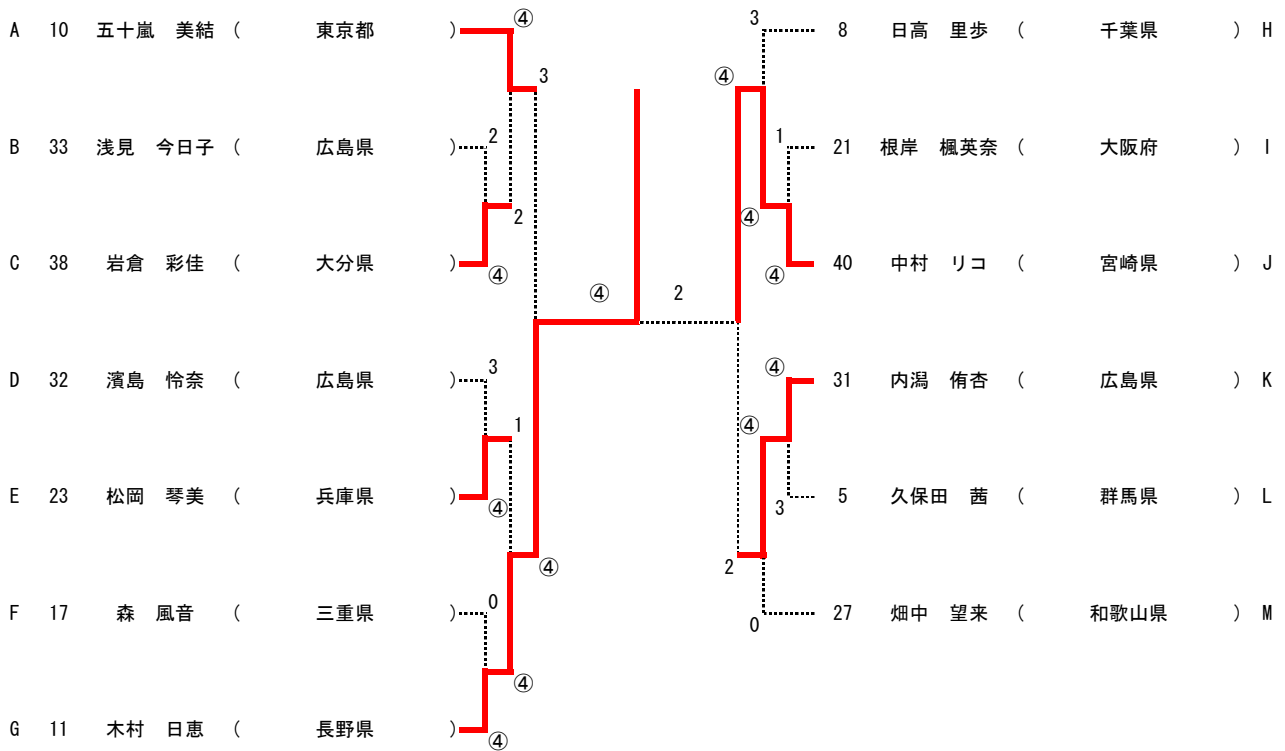 A 10 五十嵐 美結 ( 東京都 ) ④ 3 8 日高 里歩 ( 千葉県 ) H
3 ④
B 33 浅見 今日子 ( 広島県 ) 2 1 21 根岸 楓英奈 ( 大阪府 ) I
2 ④
C 38 岩倉 彩佳 ( 大分県 ) ④ ④ 40 中村 リコ ( 宮崎県 ) J
④ 2
D 32 濱島 怜奈 ( 広島県 ) 3 ④ 31 内潟 侑杏 ( 広島県 ) K
1 ④
E 23 松岡 琴美 ( 兵庫県 ) ④ 3 5 久保田 茜 ( 群馬県 ) L
④ 2
F 17 森 風音 ( 三重県 ) 0 0 27 畑中 望来 ( 和歌山県 ) M
④
G 11 木村 日恵 ( 長野県 ) ④